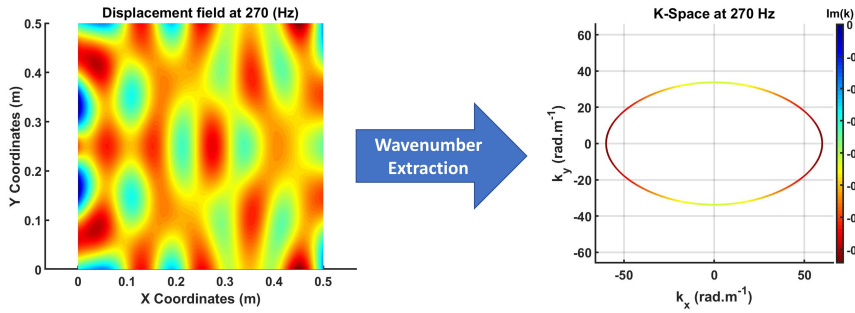 Displacement field at 270 (Hz)
0.5
0.4
0.3
0.2
0.1
0
Y Coordinates (m)
0
0.1
0.2
0.3
0.4
0.5
X Coordinates (m)
Wavenumber
Extraction
K-Space at 270 Hz
Im(k)
60
40
20
0
-20
-40
-60
k_y (rad.m^-1)
-50
0
50
k_x (rad.m^-1)
0